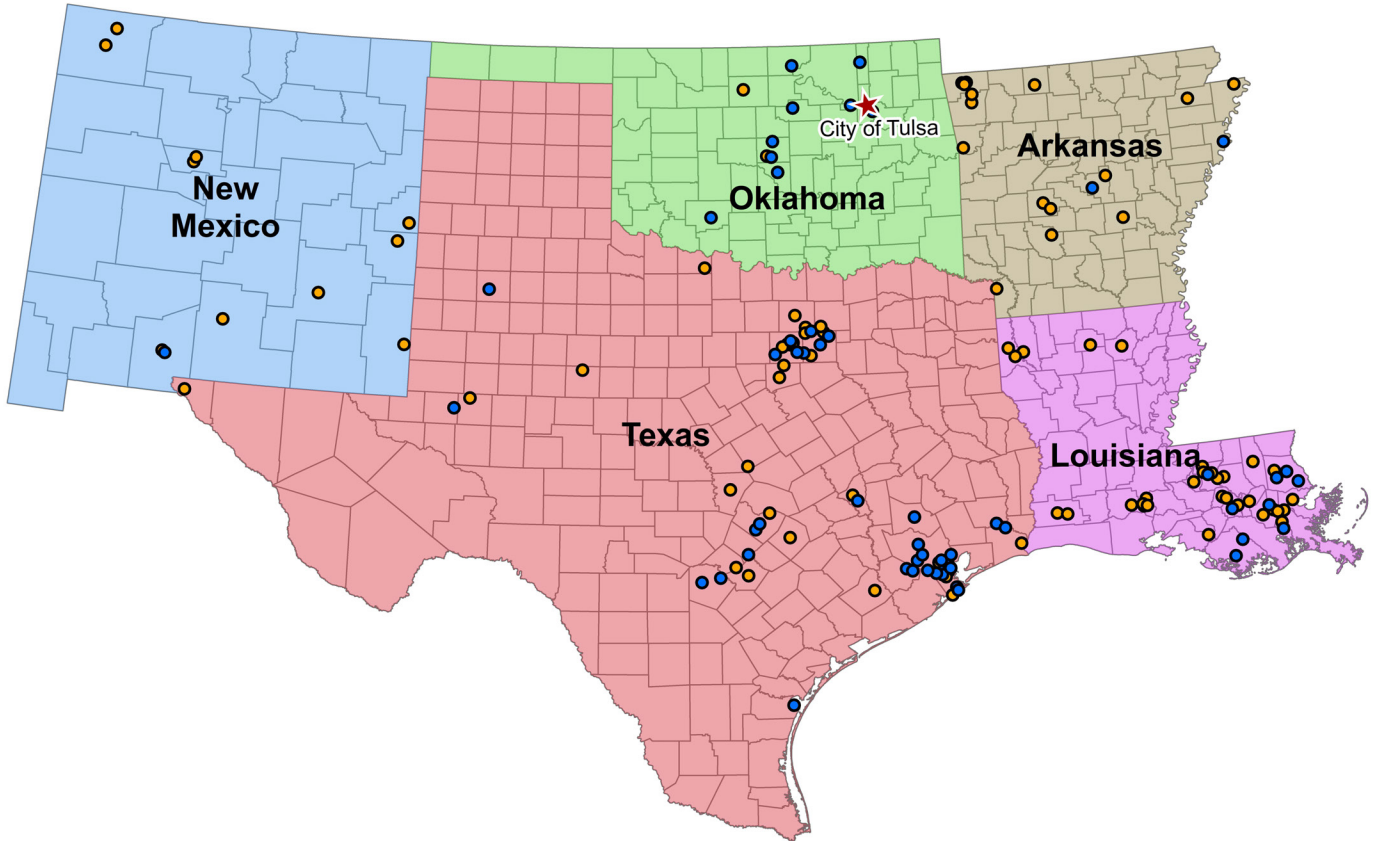 City of Tulsa
Arkansas
New
Mexico
Oklahoma
Texas
Louisiana